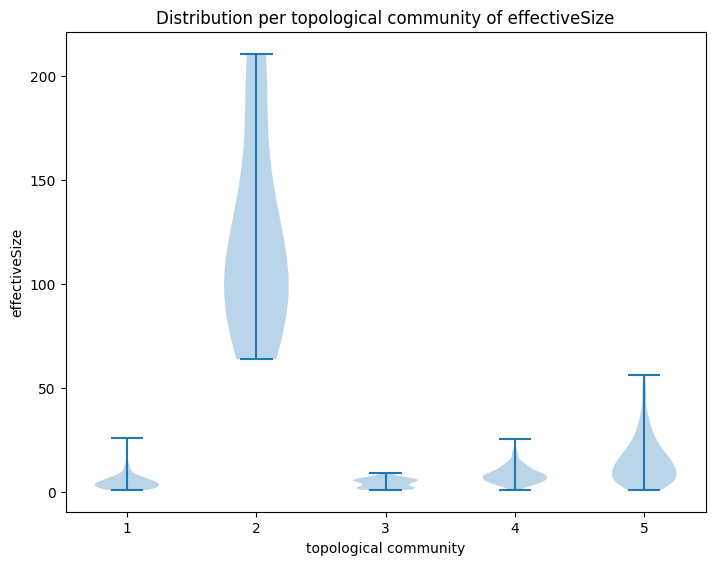 Distribution per topological community of effectiveSize
effectiveSize
200
150
100
50
0
1 2 3 4 5
topological community